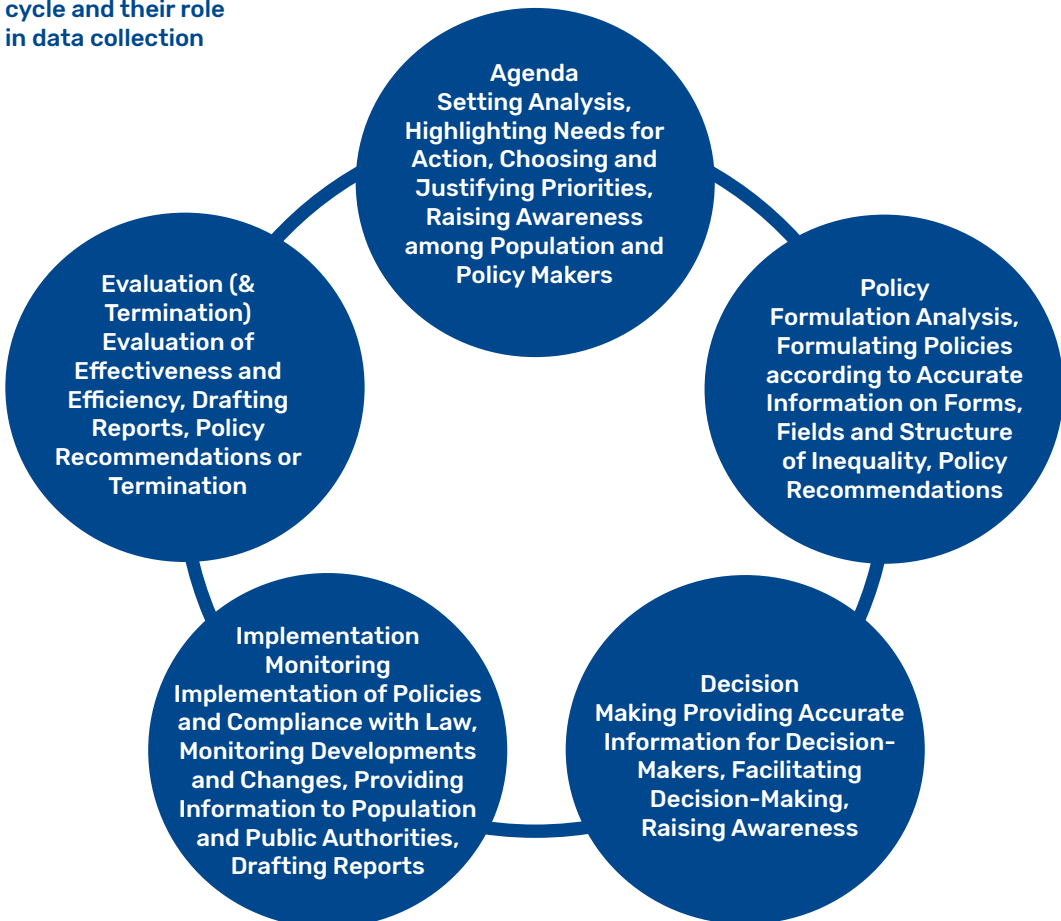 cycle and their role
in data collection
Agenda
Setting Analysis,
Highlighting Needs for
Action, Choosing and
Justifying Priorities,
Raising Awareness
among Population and
Policy Makers
Policy
Formulation Analysis,
Formulating Policies
according to Accurate
Information on Forms,
Fields and Structure
of Inequality, Policy
Recommendations
Decision
Making Providing Accurate
Information for Decision-
Makers, Facilitating
Decision-Making,
Raising Awareness
Implementation
Monitoring
Implementation of Policies
and Compliance with Law,
Monitoring Developments
and Changes, Providing
Information to Population
and Public Authorities,
Drafting Reports
Evaluation (&
Termination)
Evaluation of
Effectiveness and
Efficiency, Drafting
Reports, Policy
Recommendations or
Termination